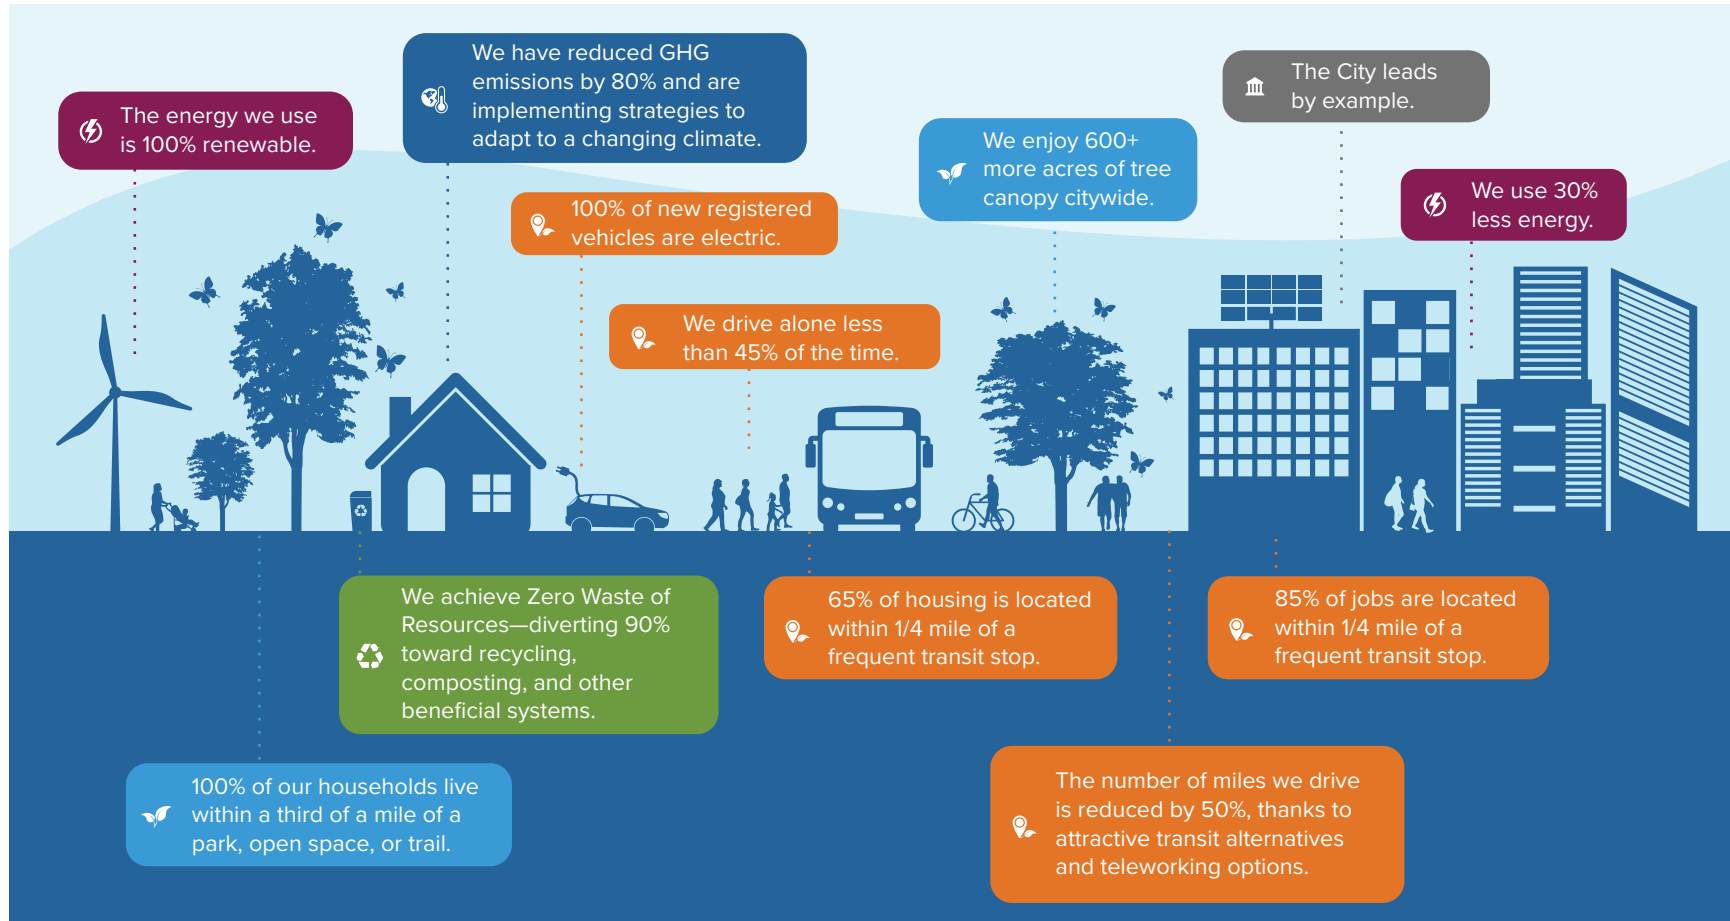 We have reduced GHG
emissions by 80% and are
implementing strategies to
adapt to a changing climate.
The City leads
by example.
The energy we use
is 100% renewable.
We enjoy 600+
more acres of tree
canopy citywide.
We use 30%
less energy.
100% of new registered
vehicles are electric.
We drive alone less
than 45% of the time.
We achieve Zero Waste of
Resources—diverting 90%
toward recycling,
composting, and other
beneficial systems.
65% of housing is located
within 1/4 mile of a
frequent transit stop.
85% of jobs are located
within 1/4 mile of a
frequent transit stop.
100% of our households live
within a third of a mile of a
park, open space, or trail.
The number of miles we drive
is reduced by 50%, thanks to
attractive transit alternatives
and teleworking options.